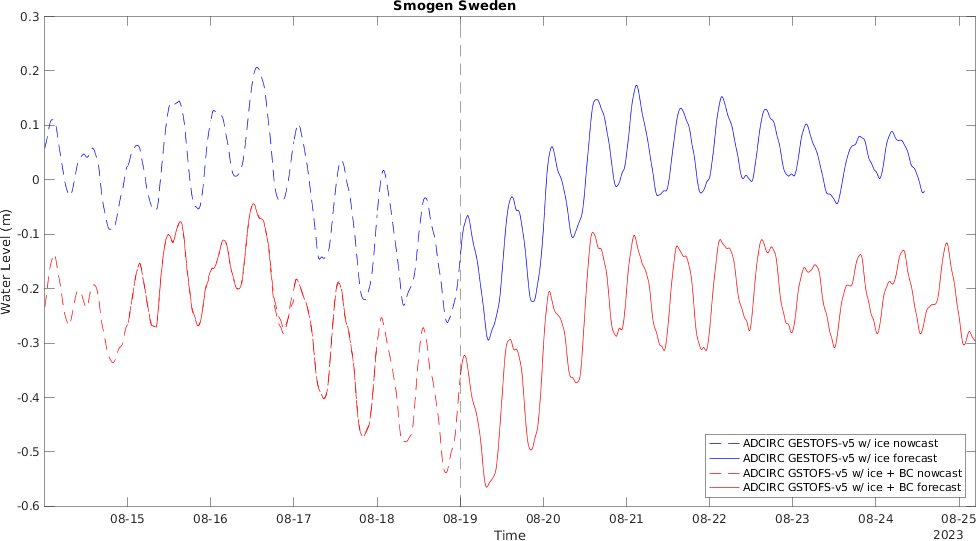 Smogen Sweden
0.3
0.2
0.1
0
-0.1
-0.2
-0.3
-0.4
-0.5
-0.6
Water Level (m)
ADCIRC GESTOFS-v5 w/ ice nowcast
ADCIRC GESTOFS-v5 w/ ice forecast
ADCIRC GSTOFS-v5 w/ ice + BC nowcast
ADCIRC GSTOFS-v5 w/ ice + BC forecast
08-15 08-16 08-17 08-18 08-19 08-20 08-21 08-22 08-23 08-24 08-25
Time
2023